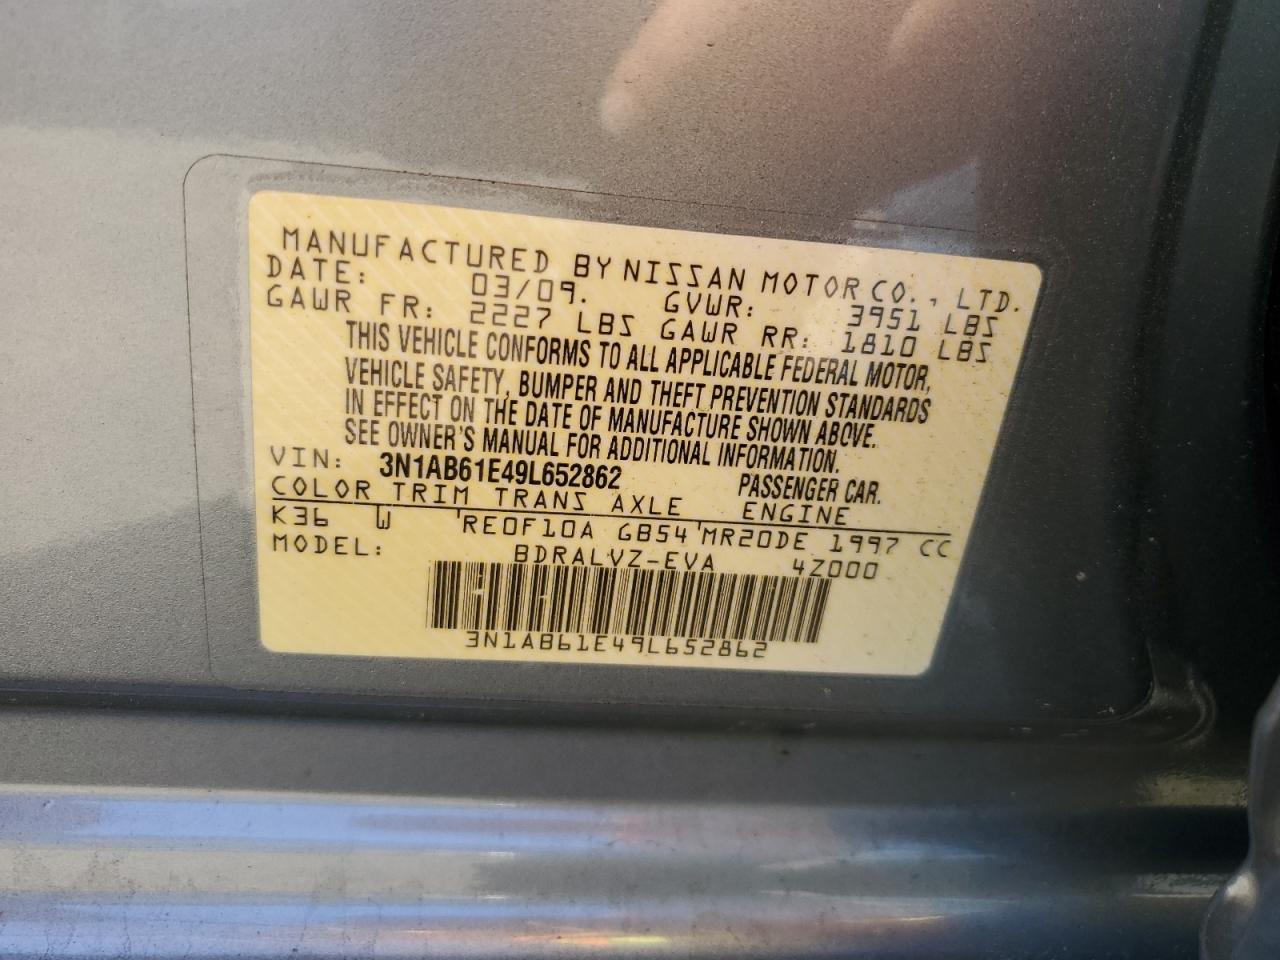 MANUFACTURED BY NISSAN MOTOR CO., LTD.
DATE: 03/09. GVWR: 3951 LBS
GAWR FR: 2227 LBS GAWR RR: 1810 LBS
THIS VEHICLE CONFORMS TO ALL APPLICABLE FEDERAL MOTOR,
VEHICLE SAFETY, BUMPER AND THEFT PREVENTION STANDARDS
IN EFFECT ON THE DATE OF MANUFACTURE SHOWN ABOVE.
SEE OWNER'S MANUAL FOR ADDITIONAL INFORMATION.
VIN: 3N1AB61E49L652862 PASSENGER CAR.
COLOR TRIM TRANS AXLE ENGINE
K36 W 'RE0F10A GB54'MR20DE 1997 CC
MODEL: BDRALVZ-EVA 4Z000
3N1AB61E49L652862